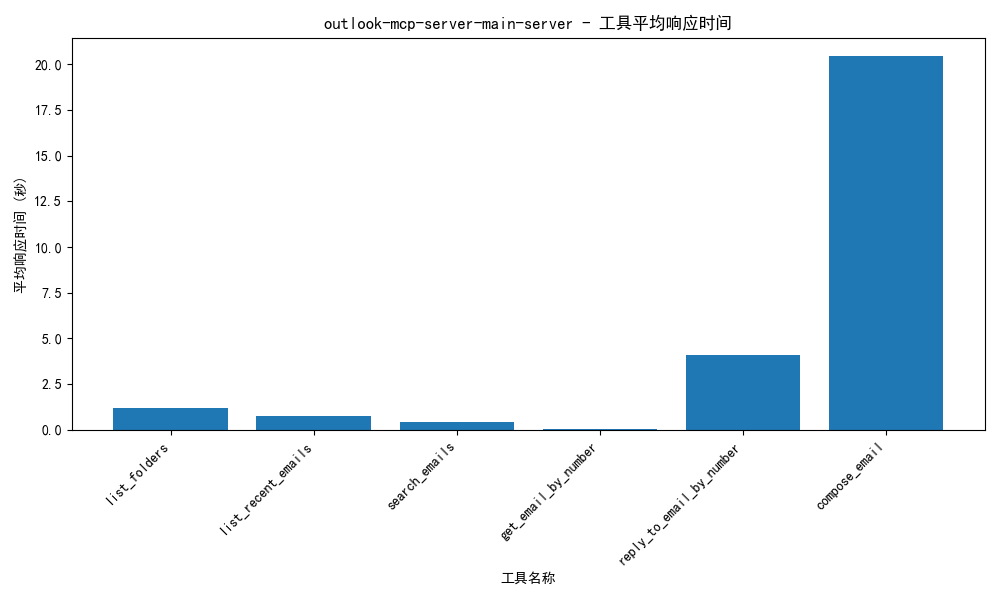 outlook-mcp-server-main-server - 工具平均响应时间
平均响应时间 (秒)
20.0
17.5
15.0
12.5
10.0
7.5
5.0
2.5
0.0
list_folders
list_recent_emails
search_emails
get_email_by_number
reply_to_email_by_number
compose_email
工具名称